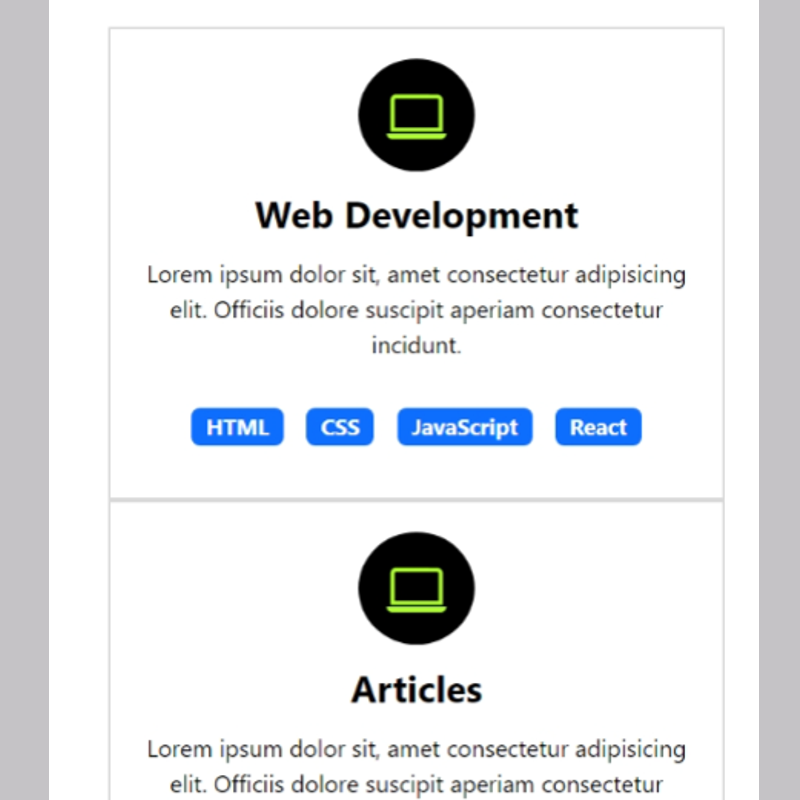 Web Development
Lorem ipsum dolor sit, amet consectetur adipisicing
elit. Officiis dolore suscipit aperiam consectetur
incidunt.
HTML CSS JavaScript React
Articles
Lorem ipsum dolor sit, amet consectetur adipisicing
elit. Officiis dolore suscipit aperiam consectetur